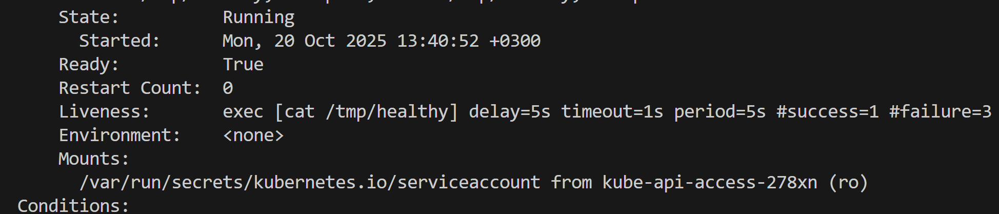 State:          Running
Started:      Mon, 20 Oct 2025 13:40:52 +0300
Ready:          True
Restart Count:  0
Liveness:       exec [cat /tmp/healthy] delay=5s timeout=1s period=5s #success=1 #failure=3
Environment:    <none>
Mounts:
/var/run/secrets/kubernetes.io/serviceaccount from kube-api-access-278xn (ro)
Conditions: